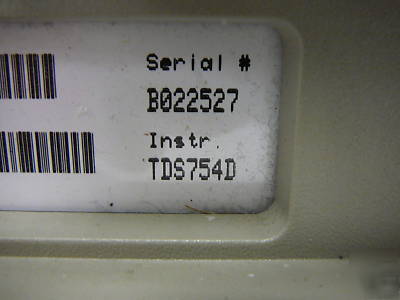 Serial #
B022527
Instr.
TDS754D